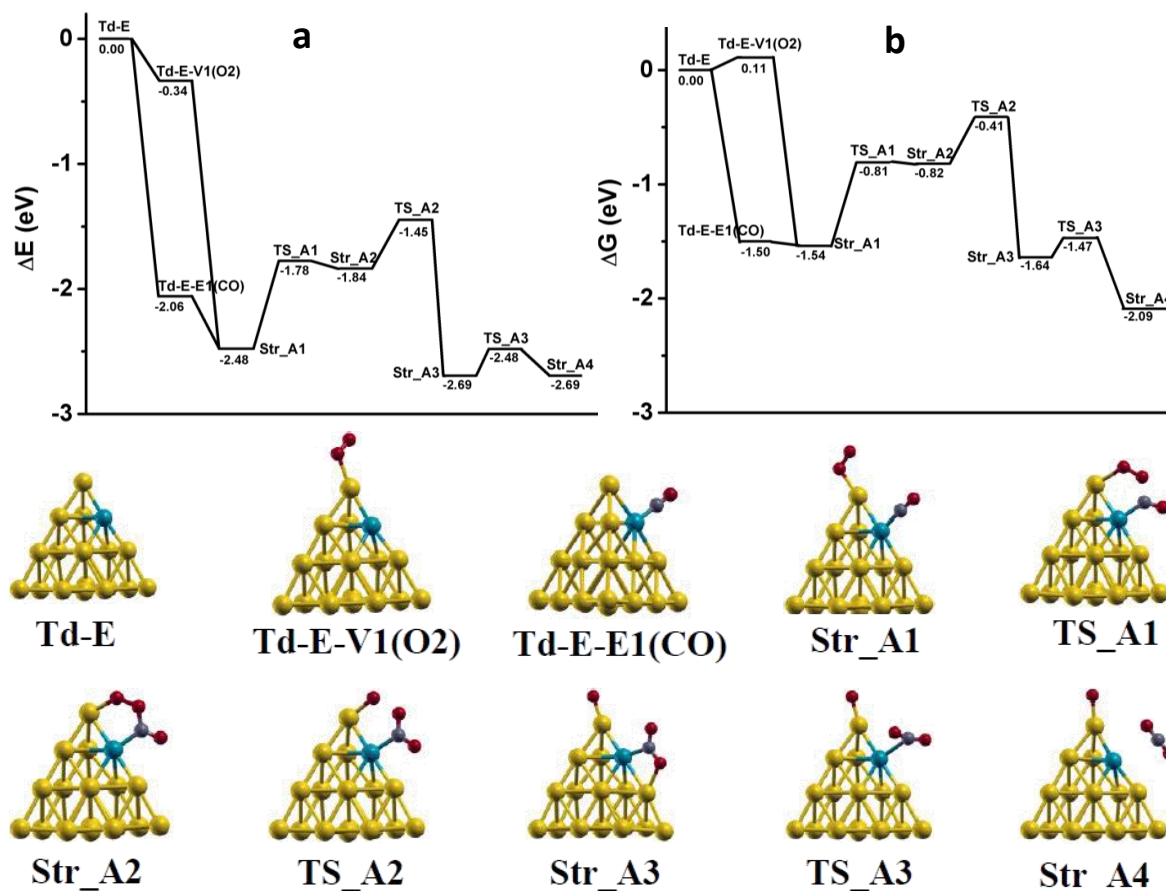 a
ΔE (eV)
0
-1
-2
-3
Td-E
0.00
Td-E-V1(O2)
-0.34
Td-E-E1(CO)
-2.06
Str_A1
-2.48
TS_A1
-1.78
Str_A2
-1.84
TS_A2
-1.45
Str_A3
-2.69
TS_A3
-2.48
Str_A4
-2.69
b
ΔG (eV)
0
-1
-2
-3
Td-E
0.00
Td-E-V1(O2)
0.11
Td-E-E1(CO)
-1.50
Str_A1
-1.54
TS_A1
-0.81
Str_A2
-0.82
TS_A2
-0.41
Str_A3
-1.64
TS_A3
-1.47
Str_A4
-2.09
Td-E
Td-E-V1(O2)
Td-E-E1(CO)
Str_A1
TS_A1
Str_A2
TS_A2
Str_A3
TS_A3
Str_A4